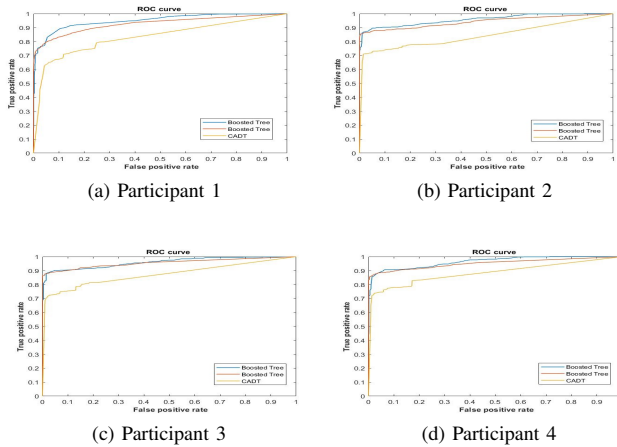 ROC curve
True positive rate
1
0.9
0.8
0.7
0.6
0.5
0.4
0.3
0.2
0.1
0
Boosted Tree
Boosted Tree
CADT
0 0.1 0.2 0.3 0.4 0.5 0.6 0.7 0.8 0.9 1
False positive rate
(a) Participant 1
ROC curve
True positive rate
1
0.9
0.8
0.7
0.6
0.5
0.4
0.3
0.2
0.1
0
Boosted Tree
Boosted Tree
CADT
0 0.1 0.2 0.3 0.4 0.5 0.6 0.7 0.8 0.9 1
False positive rate
(b) Participant 2
ROC curve
True positive rate
1
0.9
0.8
0.7
0.6
0.5
0.4
0.3
0.2
0.1
0
Boosted Tree
Boosted Tree
CADT
0 0.1 0.2 0.3 0.4 0.5 0.6 0.7 0.8 0.9 1
False positive rate
(c) Participant 3
ROC curve
True positive rate
1
0.9
0.8
0.7
0.6
0.5
0.4
0.3
0.2
0.1
0
Boosted Tree
Boosted Tree
CADT
0 0.1 0.2 0.3 0.4 0.5 0.6 0.7 0.8 0.9
False positive rate
(d) Participant 4